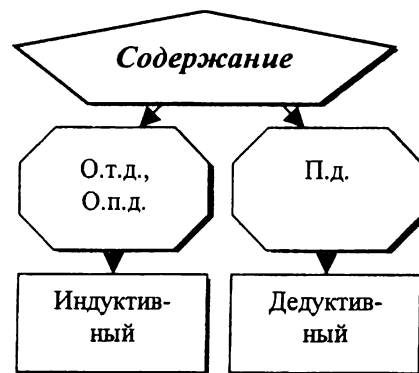 Содержание
О.т.д.,
О.п.д.
П.д.
Индуктив-
ный
Дедуктив-
ный